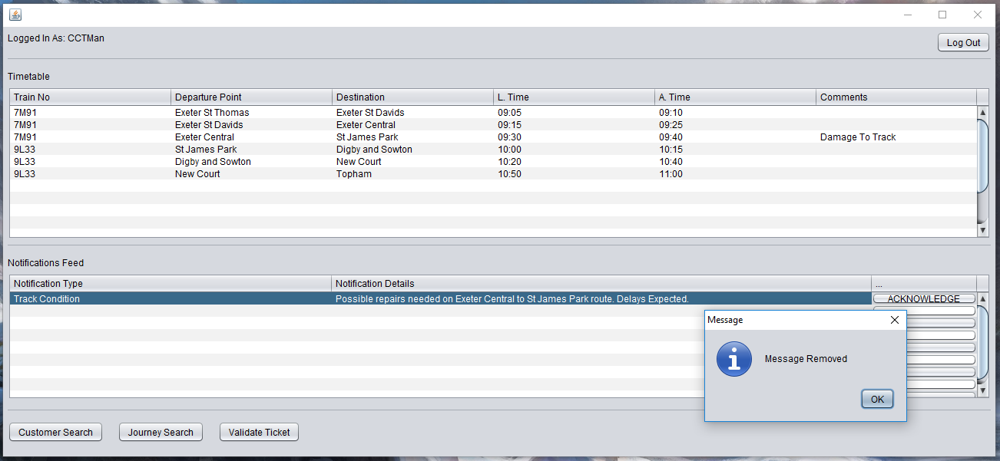 Logged In As: CCTMan
Log Out
Timetable
Train No Departure Point Destination L. Time A. Time Comments
7M91 Exeter St Thomas Exeter St Davids 09:05 09:10
7M91 Exeter St Davids Exeter Central 09:15 09:25
7M91 Exeter Central St James Park 09:30 09:40 Damage To Track
9L33 St James Park Digby and Sowton 10:00 10:15
9L33 Digby and Sowton New Court 10:20 10:40
9L33 New Court Topham 10:50 11:00
Notifications Feed
Notification Type Notification Details ...
Track Condition Possible repairs needed on Exeter Central to St James Park route. Delays Expected. ACKNOWLEDGE
Message
Message Removed
OK
Customer Search Journey Search Validate Ticket